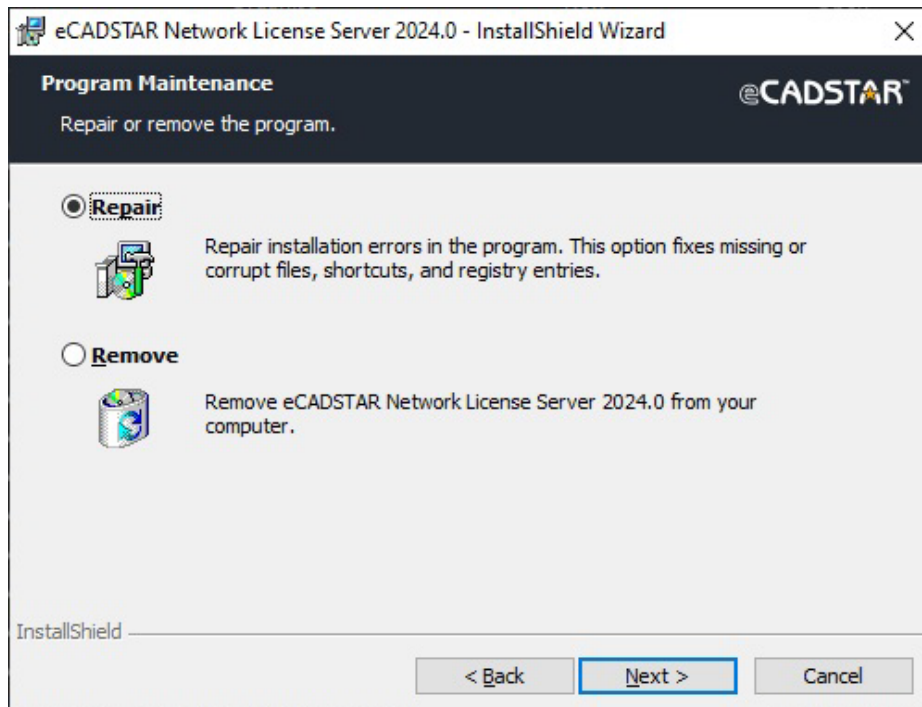 eCADSTAR Network License Server 2024.0 - InstallShield Wizard
Program Maintenance
eCADSTAR™
Repair or remove the program.
Repair
Repair installation errors in the program. This option fixes missing or
corrupt files, shortcuts, and registry entries.
Remove
Remove eCADSTAR Network License Server 2024.0 from your
computer.
InstallShield
< Back
Next >
Cancel